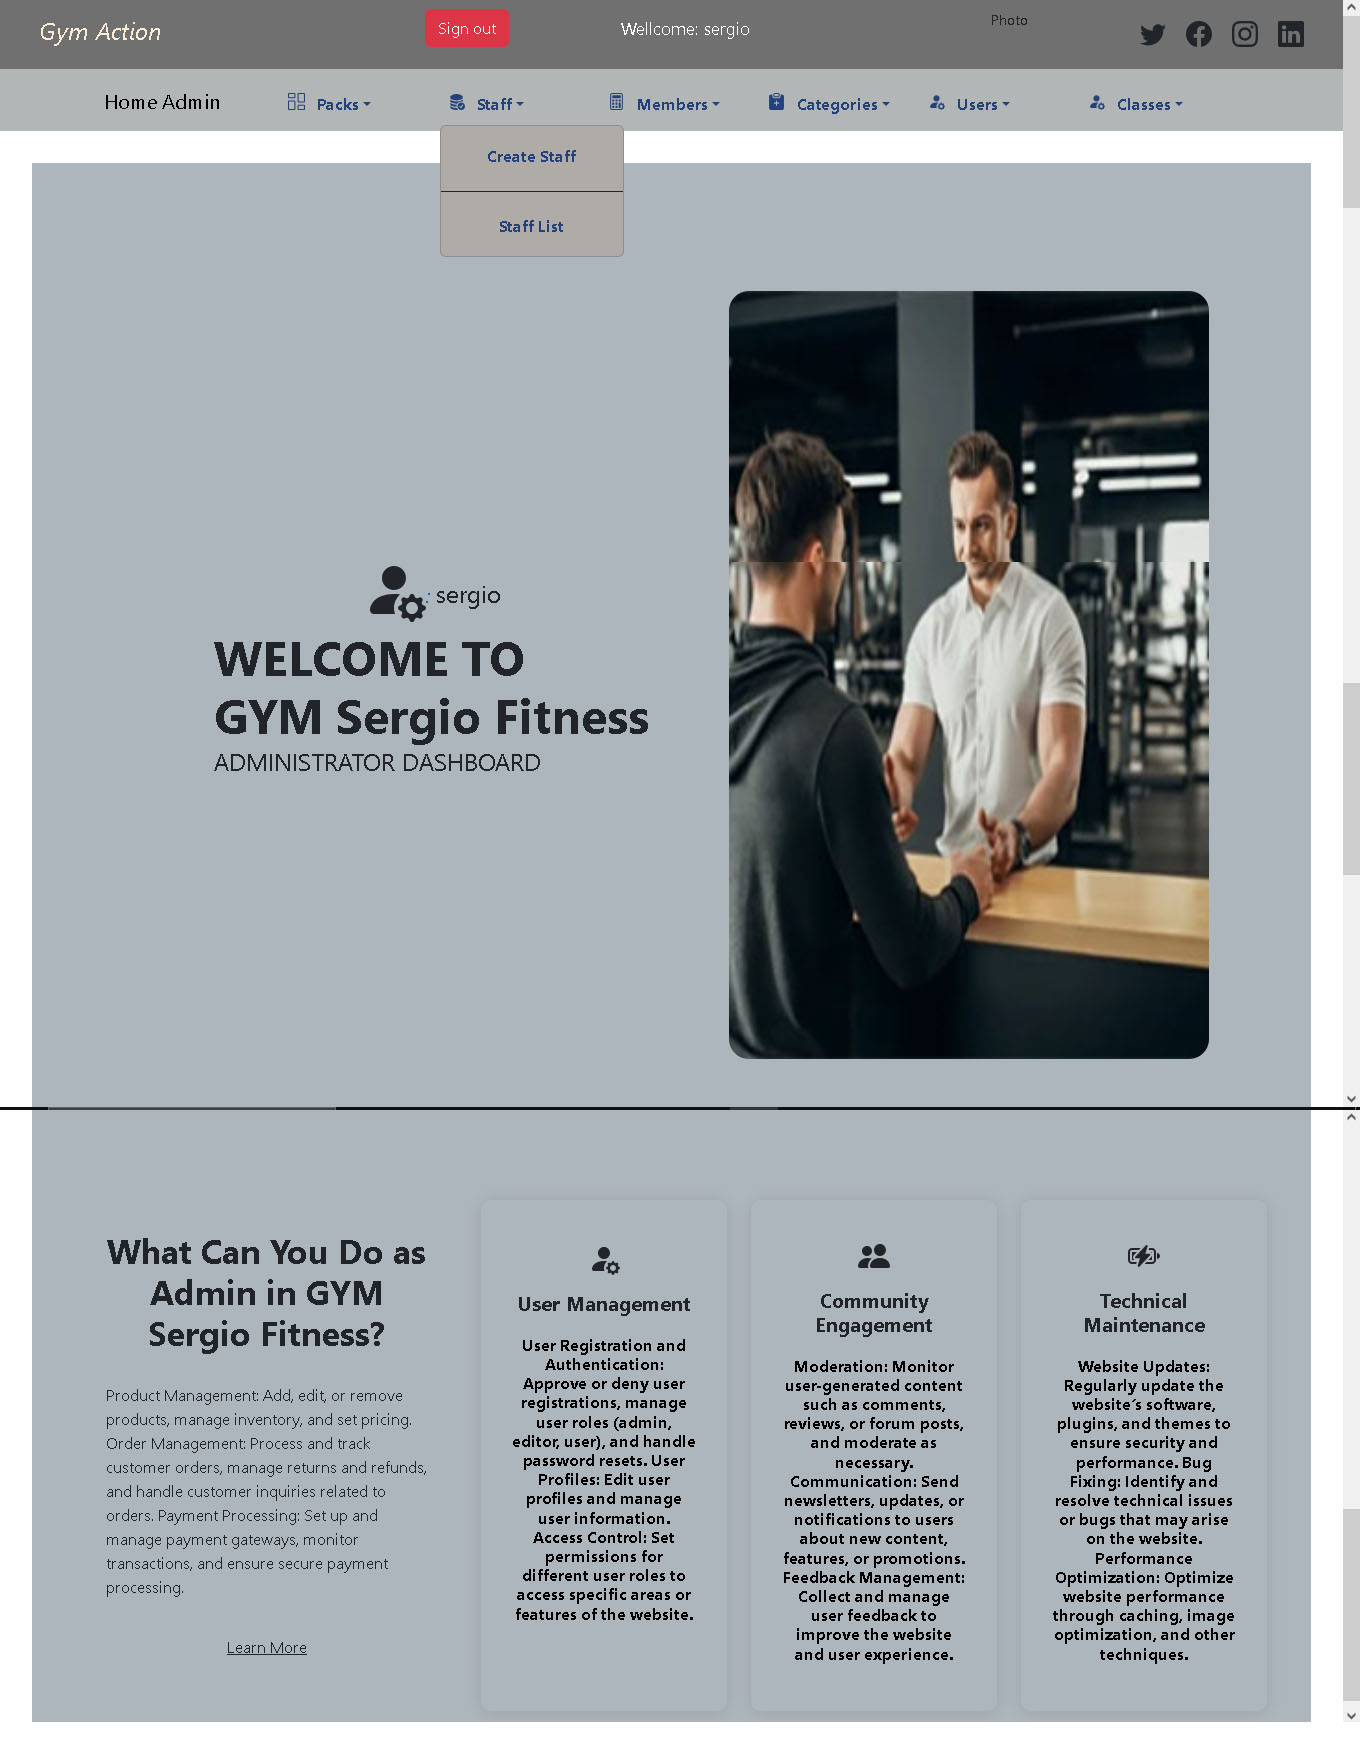 Gym Action
Sign out
Wellcome: sergio
Photo
Home Admin
Packs
Staff
Members
Categories
Users
Classes
Create Staff
Staff List
: sergio
WELCOME TO
GYM Sergio Fitness
ADMINISTRATOR DASHBOARD
What Can You Do as
Admin in GYM
Sergio Fitness?
Product Management: Add, edit, or remove
products, manage inventory, and set pricing.
Order Management: Process and track
customer orders, manage returns and refunds,
and handle customer inquiries related to
orders. Payment Processing: Set up and
manage payment gateways, monitor
transactions, and ensure secure payment
processing.
Learn More
User Management
User Registration and
Authentication:
Approve or deny user
registrations, manage
user roles (admin,
editor, user), and handle
password resets. User
Profiles: Edit user
profiles and manage
user information.
Access Control: Set
permissions for
different user roles to
access specific areas or
features of the website.
Community
Engagement
Moderation: Monitor
user-generated content
such as comments,
reviews, or forum posts,
and moderate as
necessary.
Communication: Send
newsletters, updates, or
notifications to users
about new content,
features, or promotions.
Feedback Management:
Collect and manage
user feedback to
improve the website
and user experience.
Technical
Maintenance
Website Updates:
Regularly update the
website´s software,
plugins, and themes to
ensure security and
performance. Bug
Fixing: Identify and
resolve technical issues
or bugs that may arise
on the website.
Performance
Optimization: Optimize
website performance
through caching, image
optimization, and other
techniques.